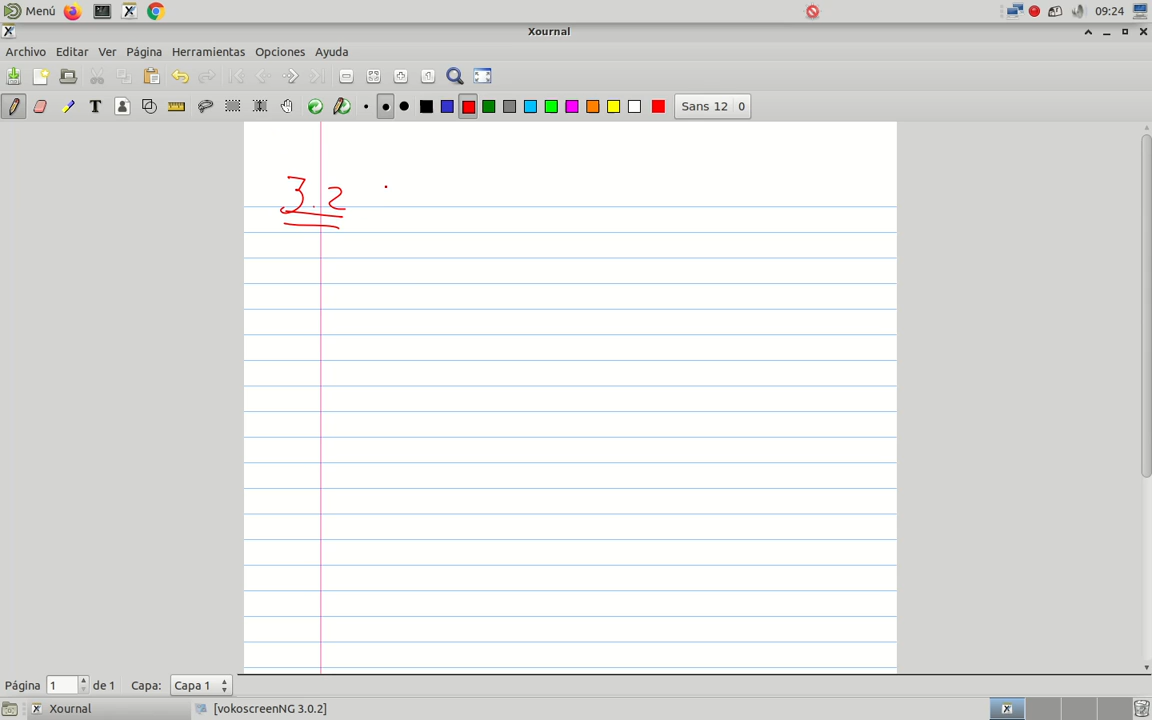 Menú 09:24
Xournal
Archivo Editar Ver Página Herramientas Opciones Ayuda
Sans 12 0
3.2
Página 1 de 1 Capa: Capa 1
Xournal [vokoscreenNG 3.0.2]